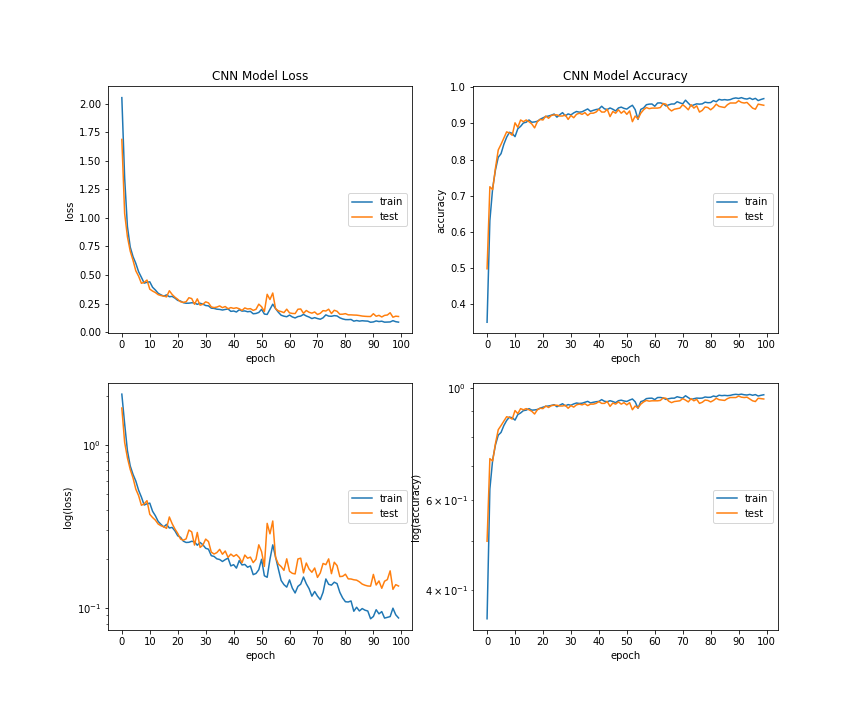 CNN Model Loss
2.00
1.75
1.50
1.25
1.00
0.75
0.50
0.25
0.00
loss
train
test
0 10 20 30 40 50 60 70 80 90 100
epoch
CNN Model Accuracy
1.0
0.9
0.8
0.7
0.6
0.5
0.4
accuracy
train
test
0 10 20 30 40 50 60 70 80 90 100
epoch
10⁰
10⁻¹
log(loss)
train
test
0 10 20 30 40 50 60 70 80 90 100
epoch
10⁰
6 × 10⁻¹
4 × 10⁻¹
log(accuracy)
train
test
0 10 20 30 40 50 60 70 80 90 100
epoch